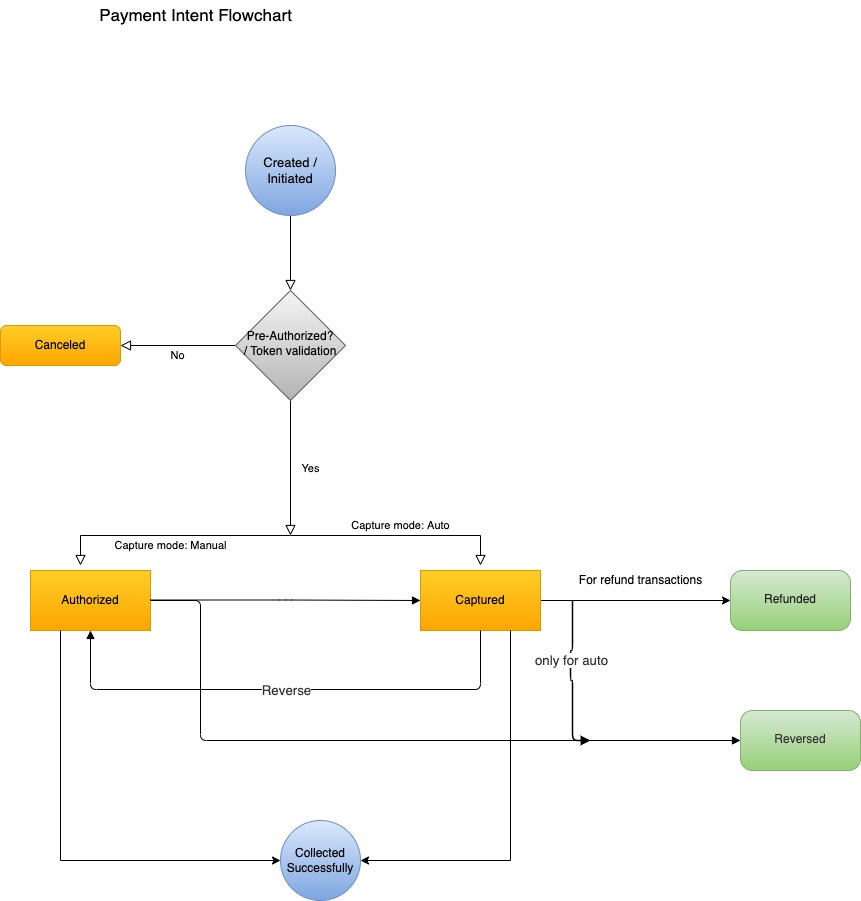 Payment Intent Flowchart
Created /
Initiated
Pre-Authorized?
/ Token validation
Canceled
No
Yes
Capture mode: Auto
Capture mode: Manual
Authorized
Captured
For refund transactions
Refunded
only for auto
Reverse
Reversed
Collected
Successfully